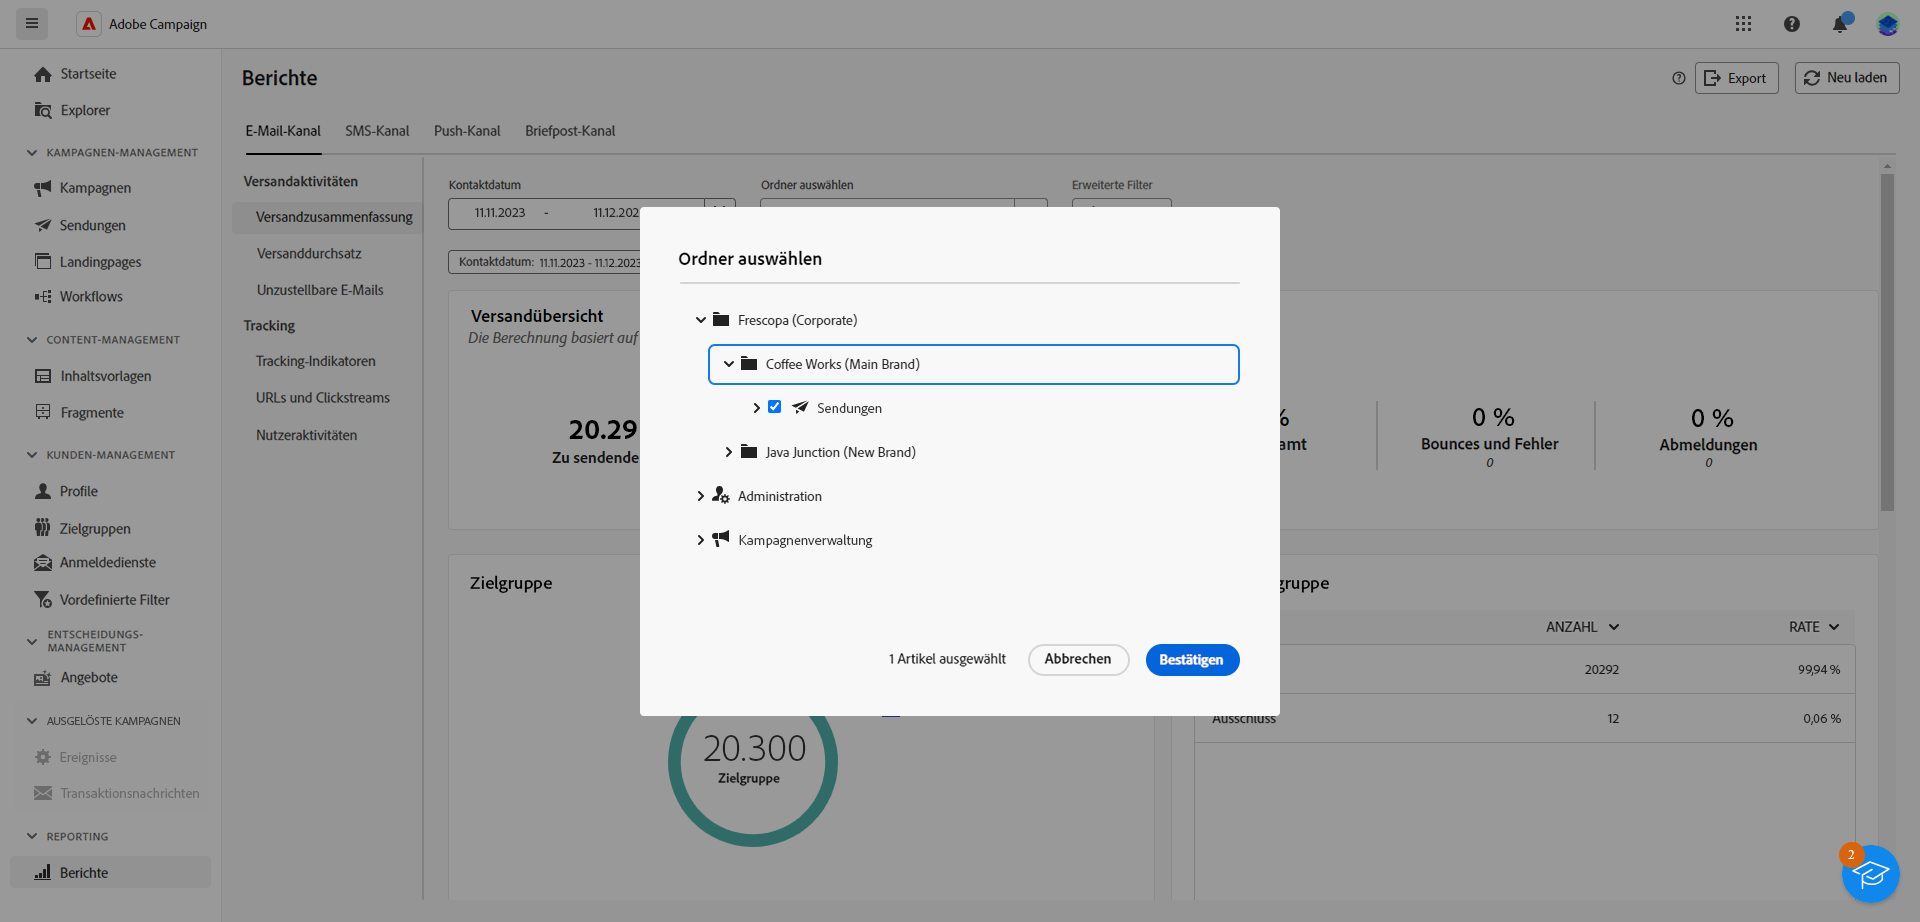 Adobe Campaign
Startseite
Explorer
KAMPAGNEN-MANAGEMENT
Kampagnen
Sendungen
Landingpages
Workflows
CONTENT-MANAGEMENT
Inhaltsvorlagen
Fragmente
KUNDEN-MANAGEMENT
Profile
Zielgruppen
Anmeldedienste
Vordefinierte Filter
ENTSCHEIDUNGS-
MANAGEMENT
Angebote
AUSGELÖSTE KAMPAGNEN
Ereignisse
Transaktionsnachrichten
REPORTING
Berichte
Berichte
Export
Neu laden
E-Mail-Kanal SMS-Kanal Push-Kanal Briefpost-Kanal
Versandaktivitäten
Versandzusammenfassung
Versanddurchsatz
Unzustellbare E-Mails
Tracking
Tracking-Indikatoren
URLs und Clickstreams
Nutzeraktivitäten
Kontaktdatum Ordner auswählen Erweiterte Filter
11.11.2023 - 11.12.202
Kontaktdatum: 11.11.2023 - 11.12.2023
Versandübersicht
Die Berechnung basiert auf
20.29
Zu sendende
%
amt
0 %
Bounces und Fehler
0
0 %
Abmeldungen
0
Ordner auswählen
Frescopa (Corporate)
Coffee Works (Main Brand)
Sendungen
Java Junction (New Brand)
Administration
Kampagnenverwaltung
1 Artikel ausgewählt Abbrechen Bestätigen
Zielgruppe
20.300
Zielgruppe
gruppe
ANZAHL RATE
20292 99,94 %
Ausschluss 12 0,06 %
2